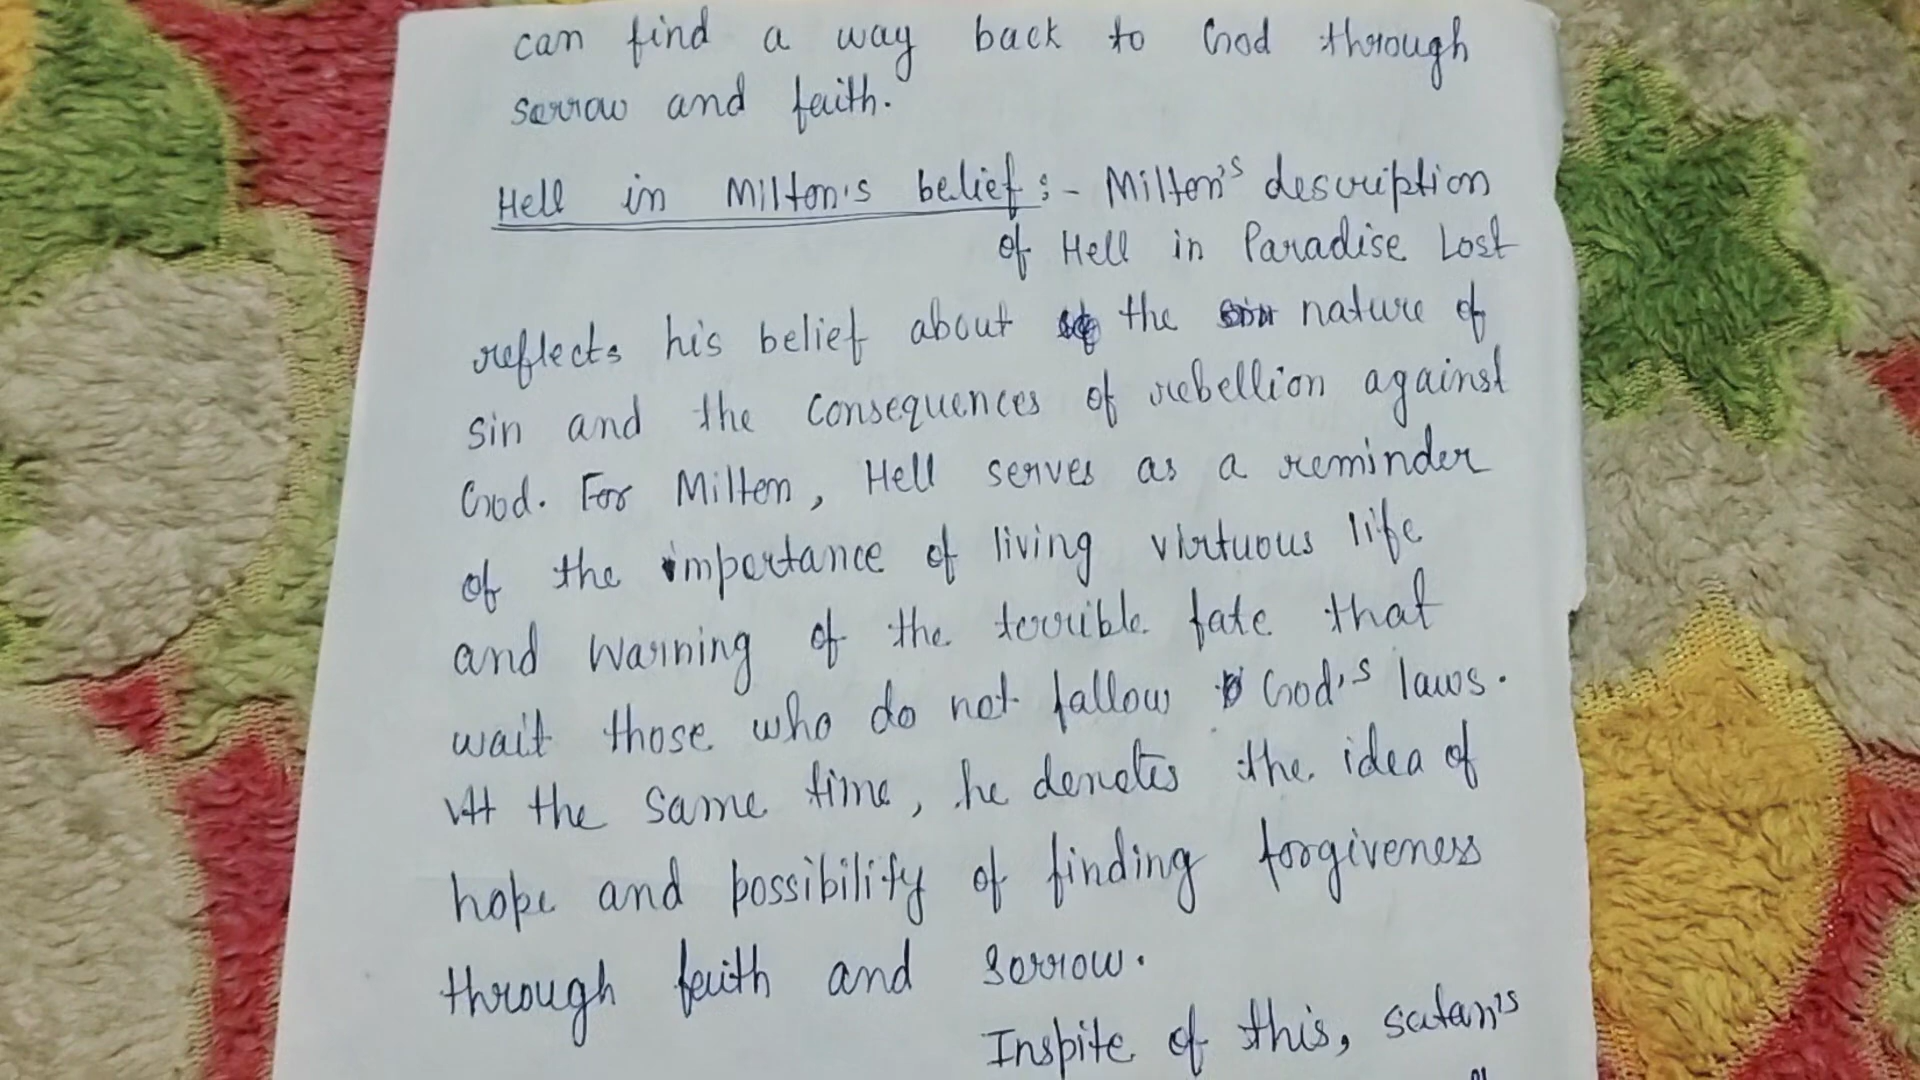 can find a way back to God through
sorrow and faith.
Hell in Milton's belief :- Milton's description
of Hell in Paradise Lost
reflects his belief about the nature of
sin and the consequences of rebellion against
God. For Milton, Hell serves as a reminder
of the importance of living virtuous life
and warning of the terrible fate that
wait those who do not fallow God's laws.
At the same time, he denotes the idea of
hope and possibility of finding forgiveness
through faith and sorrow.
Inspite of this, satan's